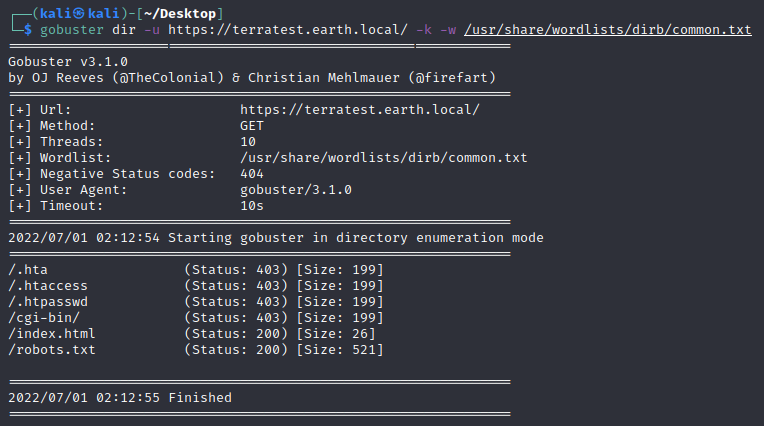 ┌──(kali㉿kali)-[~/Desktop]
└─$ gobuster dir -u https://terratest.earth.local/ -k -w /usr/share/wordlists/dirb/common.txt
===============================================================
Gobuster v3.1.0
by OJ Reeves (@TheColonial) & Christian Mehlmauer (@firefart)
===============================================================
[+] Url:                     https://terratest.earth.local/
[+] Method:                  GET
[+] Threads:                 10
[+] Wordlist:                /usr/share/wordlists/dirb/common.txt
[+] Negative Status codes:   404
[+] User Agent:              gobuster/3.1.0
[+] Timeout:                 10s
===============================================================
2022/07/01 02:12:54 Starting gobuster in directory enumeration mode
===============================================================
/.hta                 (Status: 403) [Size: 199]
/.htaccess            (Status: 403) [Size: 199]
/.htpasswd            (Status: 403) [Size: 199]
/cgi-bin/             (Status: 403) [Size: 199]
/index.html           (Status: 200) [Size: 26]
/robots.txt           (Status: 200) [Size: 521]
===============================================================
2022/07/01 02:12:55 Finished
===============================================================